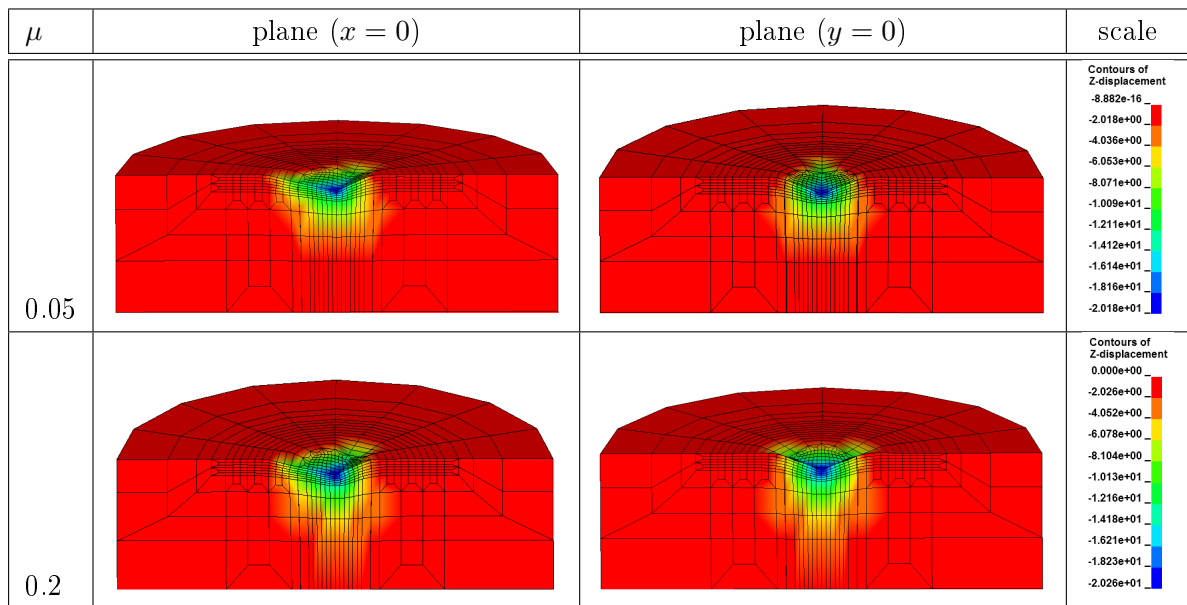 μ plane (x = 0) plane (y = 0) scale
Contours of
Z-displacement
-8.882e-16
-2.018e+00
-4.036e+00
-6.053e+00
-8.071e+00
-1.009e+01
-1.211e+01
-1.412e+01
-1.614e+01
-1.816e+01
-2.018e+01
0.05
Contours of
Z-displacement
0.000e+00
-2.026e+00
-4.052e+00
-6.078e+00
-8.104e+00
-1.013e+01
-1.216e+01
-1.418e+01
-1.621e+01
-1.823e+01
-2.026e+01
0.2